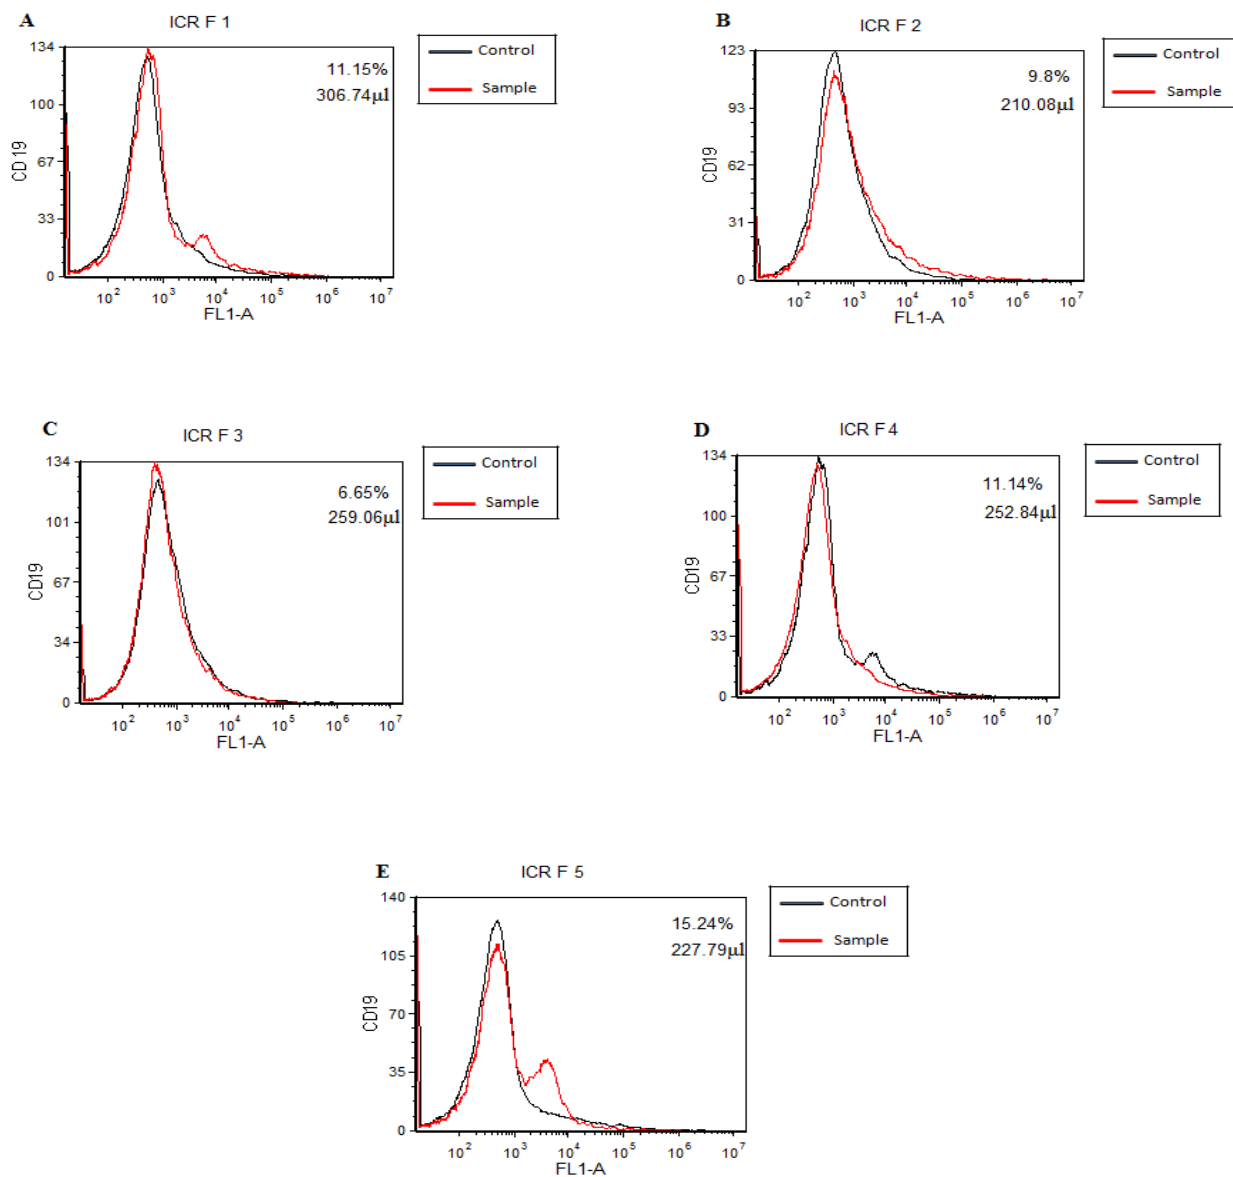 A
ICR F 1
134
100
67
33
0
CD 19
11.15%
306.74µl
Control
Sample
10² 10³ 10⁴ 10⁵ 10⁶ 10⁷
FL1-A
B
ICR F 2
123
93
62
31
0
CD19
9.8%
210.08µl
Control
Sample
10² 10³ 10⁴ 10⁵ 10⁶ 10⁷
FL1-A
C
ICR F 3
134
101
67
34
0
CD19
6.65%
259.06µl
Control
Sample
10² 10³ 10⁴ 10⁵ 10⁶ 10⁷
FL1-A
D
ICR F 4
134
100
67
33
0
CD19
11.14%
252.84µl
Control
Sample
10² 10³ 10⁴ 10⁵ 10⁶ 10⁷
FL1-A
E
ICR F 5
140
105
70
35
0
CD19
15.24%
227.79µl
Control
Sample
10² 10³ 10⁴ 10⁵ 10⁶ 10⁷
FL1-A